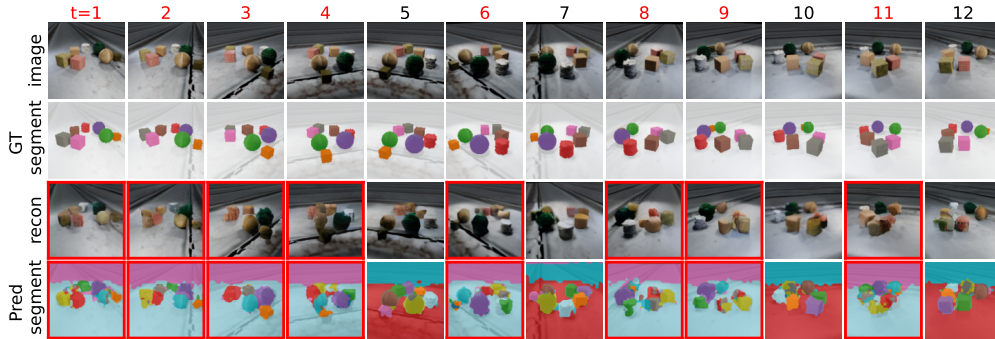 t=1 2 3 4 5 6 7 8 9 10 11 12
image
GT
segment
recon
Pred
segment